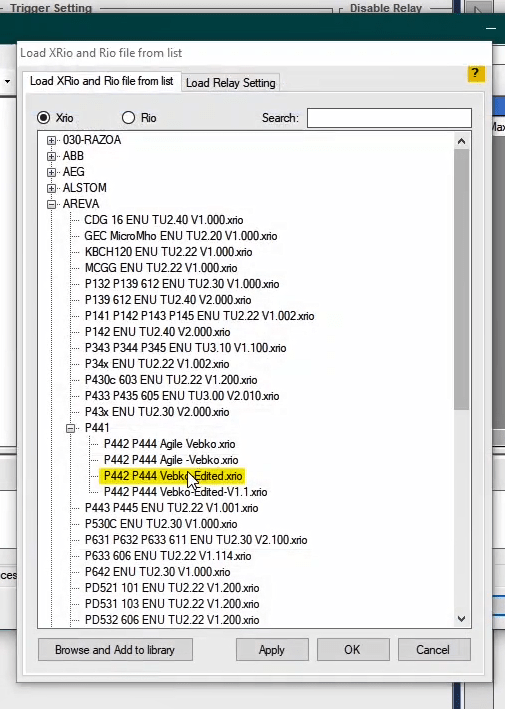 Trigger Setting
Disable Relay
Load XRio and Rio file from list
?
Load XRio and Rio file from list
Load Relay Setting
Xrio
Rio
Search:
Max
030-RAZOA
ABB
AEG
ALSTOM
AREVA
CDG 16 ENU TU2.40 V1.000.xrio
GEC MicroMho ENU TU2.20 V1.000.xrio
KBCH120 ENU TU2.22 V1.000.xrio
MCGG ENU TU2.22 V1.000.xrio
P132 P139 612 ENU TU2.30 V1.000.xrio
P139 612 ENU TU2.40 V2.000.xrio
P141 P142 P143 P145 ENU TU2.22 V1.002.xrio
P142 ENU TU2.40 V2.000.xrio
P343 P344 P345 ENU TU3.10 V1.100.xrio
P34x ENU TU2.22 V1.002.xrio
P430c 603 ENU TU2.22 V1.200.xrio
P433 P435 605 ENU TU3.00 V2.010.xrio
P43x ENU TU2.30 V2.000.xrio
P441
P442 P444 Agile Vebko.xrio
P442 P444 Agile -Vebko.xrio
P442 P444 Vebko-Edited.xrio
P442 P444 Vebko-Edited-V1.1.xrio
P443 P445 ENU TU2.22 V1.001.xrio
P530C ENU TU2.30 V1.000.xrio
P631 P632 P633 611 ENU TU2.30 V2.100.xrio
P633 606 ENU TU2.22 V1.114.xrio
P642 ENU TU2.30 V1.000.xrio
PD521 101 ENU TU2.22 V1.200.xrio
PD531 103 ENU TU2.22 V1.200.xrio
PD532 606 ENU TU2.22 V1.200.xrio
Browse and Add to library
Apply
OK
Cancel